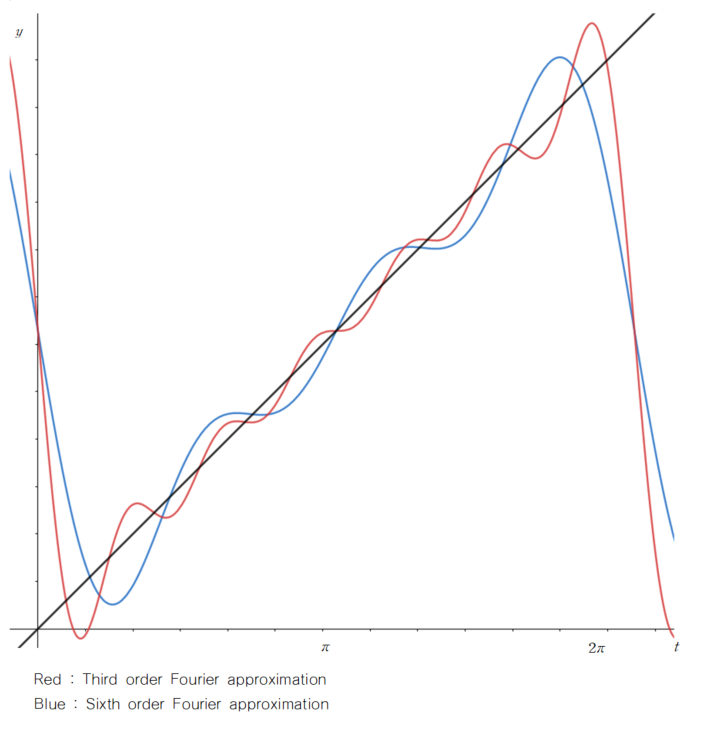 y
π
2π
t
Red : Third order Fourier approximation
Blue : Sixth order Fourier approximation